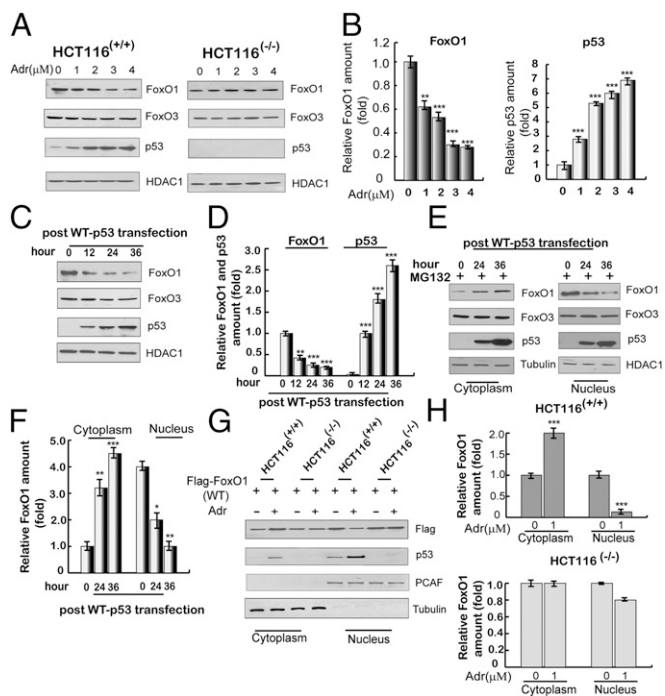 A
HCT116(+/+)
HCT116(-/-)
Adr(μM) 0 1 2 3 4
0 1 2 3 4
FoxO1
FoxO1
FoxO3
FoxO3
p53
p53
HDAC1
HDAC1
B
FoxO1
Relative FoxO1 amount
(fold)
1.2
1.0
0.8
0.6
0.4
0.2
0
** ** *** ***
Adr(μM) 0 1 2 3 4
p53
Relative p53 amount
(fold)
8
7
6
5
4
3
2
1
0
*** *** *** ***
0 1 2 3 4
C
post WT-p53 transfection
hour 0 12 24 36
FoxO1
FoxO3
p53
HDAC1
D
Relative FoxO1 and p53
amount (fold)
FoxO1 p53
3.0
2.5
2.0
1.5
1.0
0.5
0
** *** *** *** *** ***
hour 0 12 24 36 0 12 24 36
post WT-p53 transfection
E
post WT-p53 transfection
hour 0 24 36 0 24 36
MG132 + + + + + +
FoxO1 FoxO1
FoxO3 FoxO3
p53 p53
Tubulin HDAC1
Cytoplasm Nucleus
F
Cytoplasm Nucleus
Relative FoxO1 amount
(fold)
5.0
4.0
3.0
2.0
1.0
0
** *** * **
hour 0 24 36 0 24 36
post WT-p53 transfection
G
HCT116(+/+) HCT116(-/-) HCT116(+/+) HCT116(-/-)
Flag-FoxO1
(WT)
+ + + + + + + +
Adr - + - + - + - +
Flag
p53
PCAF
Tubulin
Cytoplasm Nucleus
H
HCT116(+/+)
Relative FoxO1
amount (fold)
2.0
1.0
0
*** ***
Adr(μM) 0 1 0 1
Cytoplasm Nucleus
HCT116 (-/-)
Relative FoxO1
amount (fold)
1.0
0.8
0.6
0.4
0.2
0
Adr(μM) 0 1 0 1
Cytoplasm Nucleus